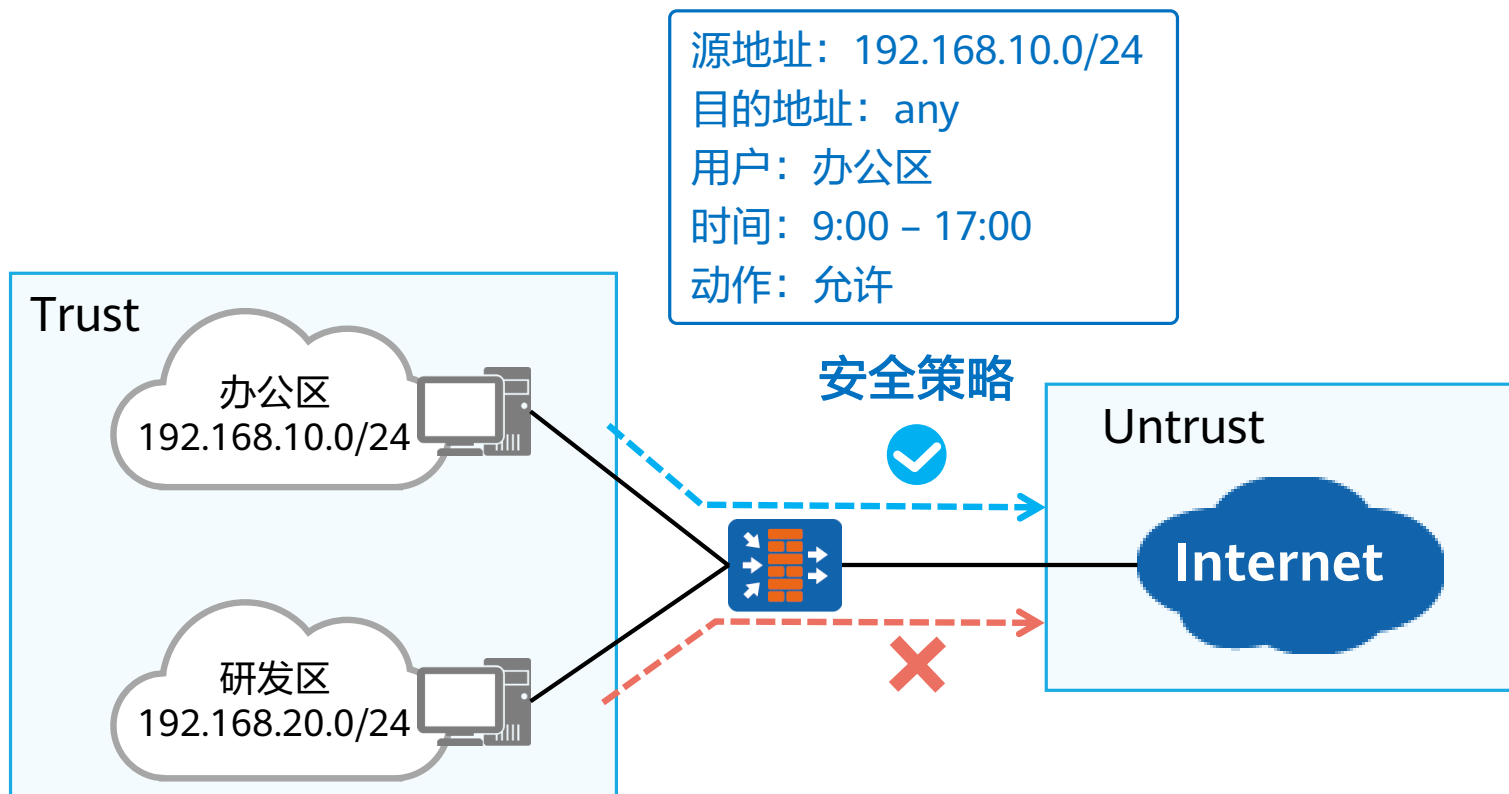 源地址：192.168.10.0/24
目的地址：any
用户：办公区
时间：9:00 – 17:00
动作：允许
Trust
办公区
192.168.10.0/24
安全策略
Untrust
Internet
研发区
192.168.20.0/24